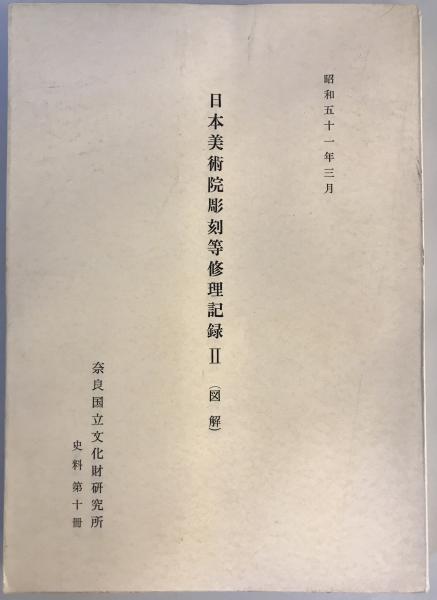 昭和五十一年三月
日本美術院彫刻等修理記録Ⅱ（図解）
奈良国立文化財研究所
史料第十冊